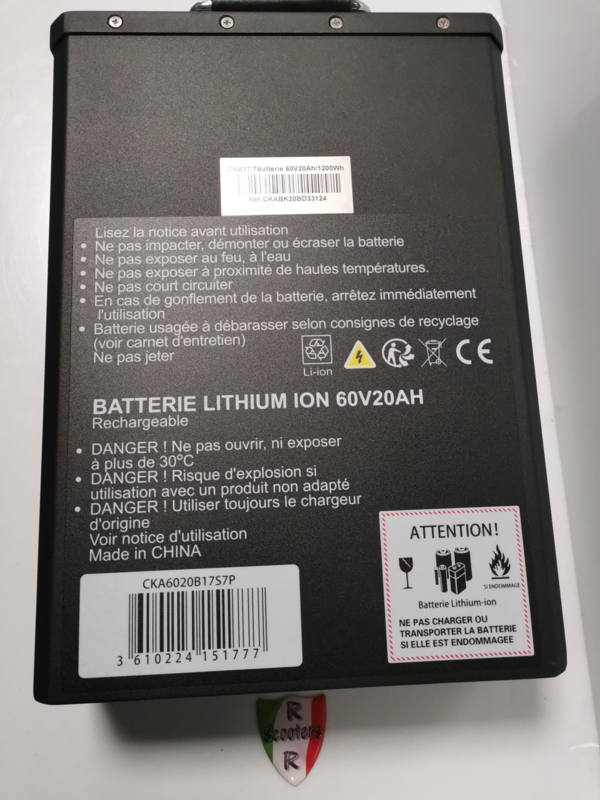 CKA17/7Batterie 60V20Ah/1200Wh
Ref:CKABK20BD33124
Lisez la notice avant utilisation
• Ne pas impacter, démonter ou écraser la batterie
• Ne pas exposer au feu, à l'eau
• Ne pas exposer à proximité de hautes températures.
• Ne pas court circuiter
• En cas de gonflement de la batterie, arrêtez immédiatement
l'utilisation
• Batterie usagée à débarasser selon consignes de recyclage
(voir carnet d'entretien)
Ne pas jeter
Li-ion
CE
BATTERIE LITHIUM ION 60V20AH
Rechargeable
• DANGER ! Ne pas ouvrir, ni exposer
à plus de 30°C
• DANGER ! Risque d'explosion si
utilisation avec un produit non adapté
• DANGER ! Utiliser toujours le chargeur
d'origine
Voir notice d'utilisation
Made in CHINA
CKA6020B17S7P
3 610224 151777
ATTENTION!
SI ENDOMMAGE
Batterie Lithium-ion
NE PAS CHARGER OU
TRANSPORTER LA BATTERIE
SI ELLE EST ENDOMMAGEE
R
Scooters
R